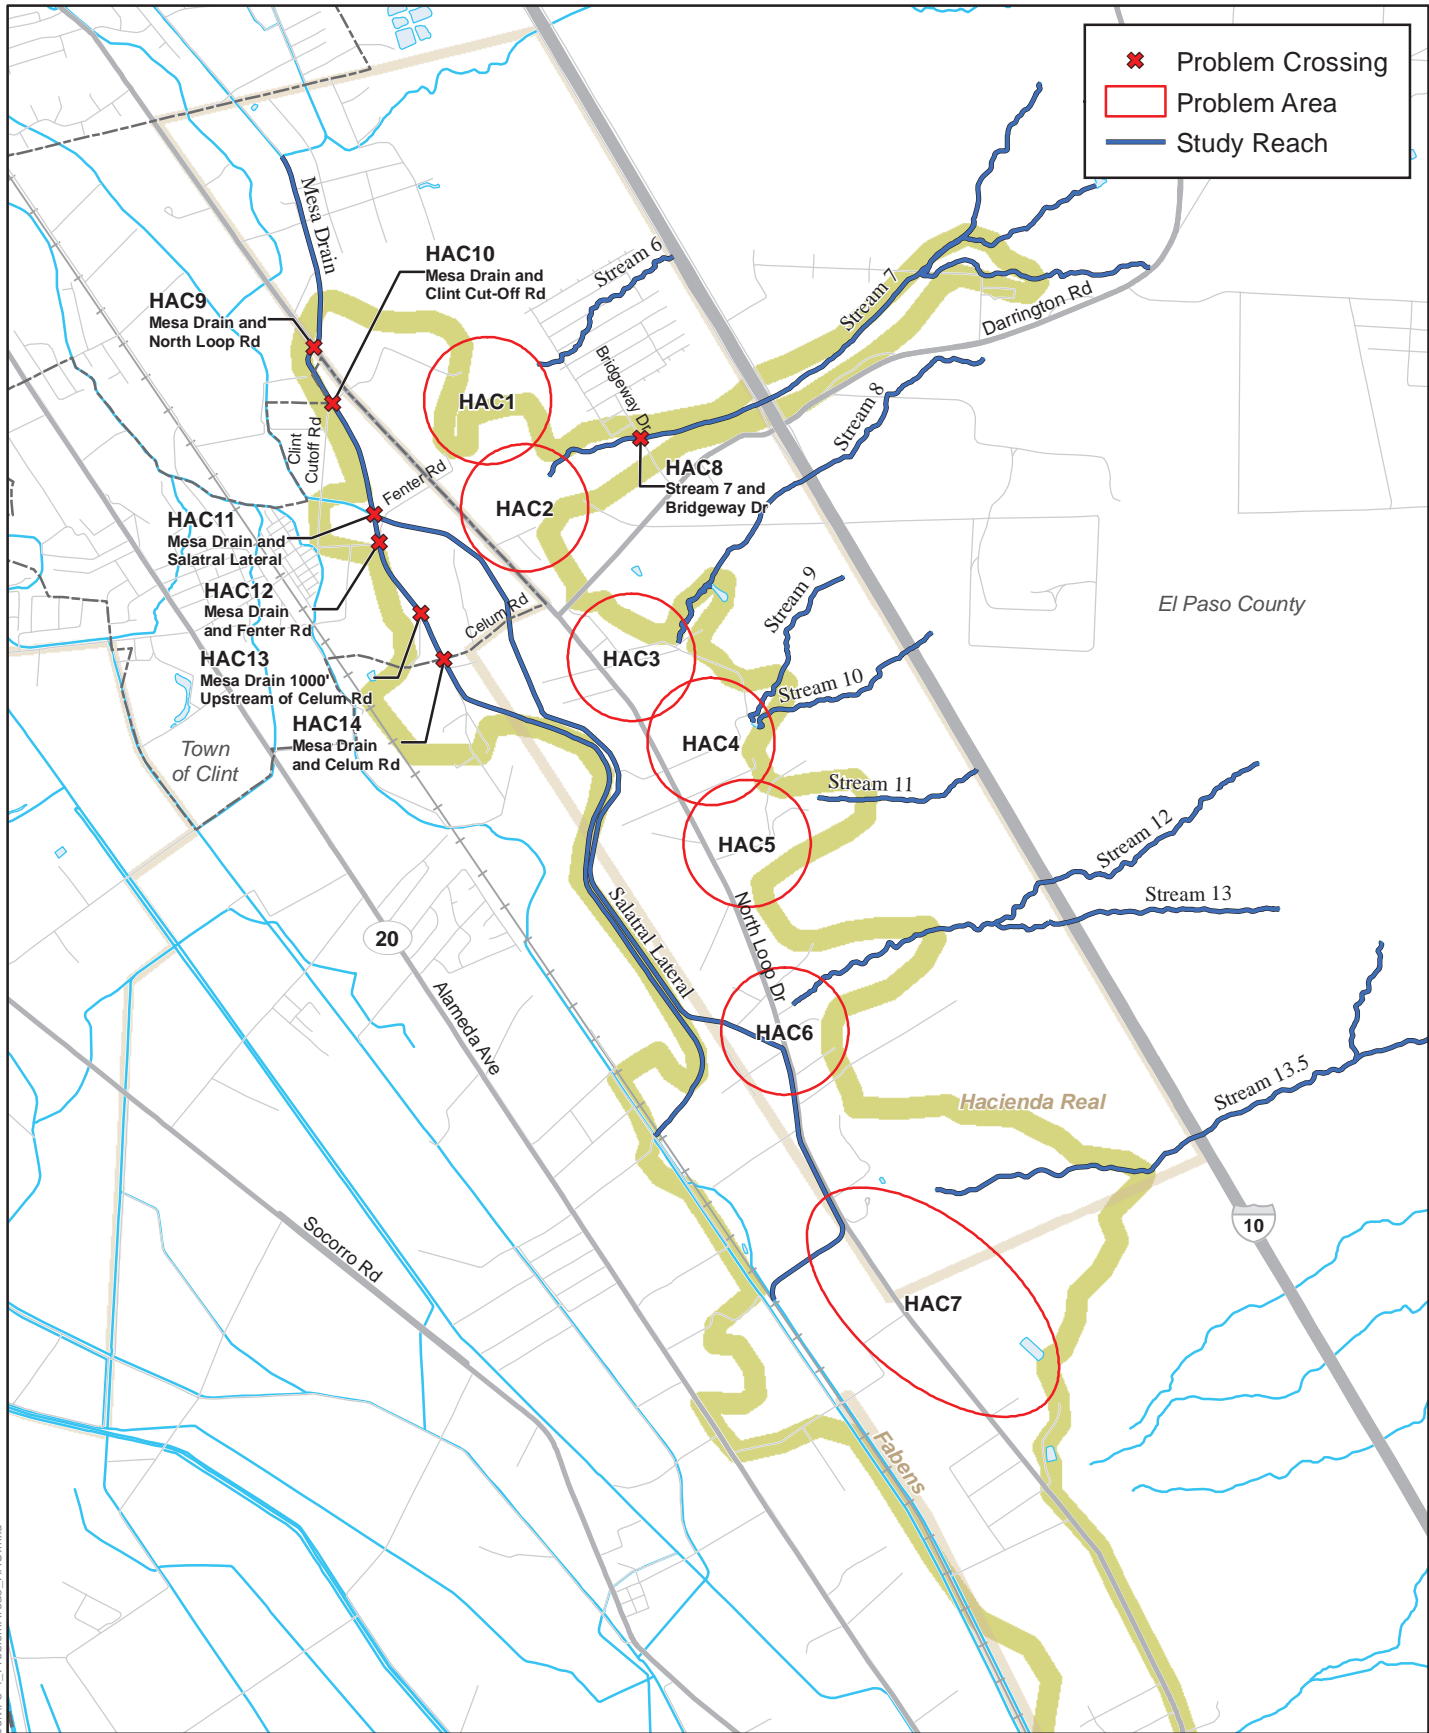 Problem Crossing
Problem Area
Study Reach
Mesa Drain
HAC10
Mesa Drain and
Clint Cut-Off Rd
Stream 6
HAC9
Mesa Drain and
North Loop Rd
Stream 7
Darrington Rd
Bridgeway Dr
HAC1
Stream 8
Clint
Cutoff Rd
Fenter Rd
HAC8
Stream 7 and
Bridgeway Dr
HAC2
HAC11
Mesa Drain and
Salatral Lateral
HAC12
Mesa Drain
and Fenter Rd
Celum Rd
Stream 9
El Paso County
HAC3
HAC13
Mesa Drain 1000'
Upstream of Celum Rd
Stream 10
HAC14
Mesa Drain
and Celum Rd
Town
of Clint
HAC4
Stream 11
HAC5
Stream 12
Stream 13
Salatral Lateral
North Loop Dr
20
Alameda Ave
HAC6
Stream 13.5
Hacienda Real
Socorro Rd
10
HAC7
Fabens